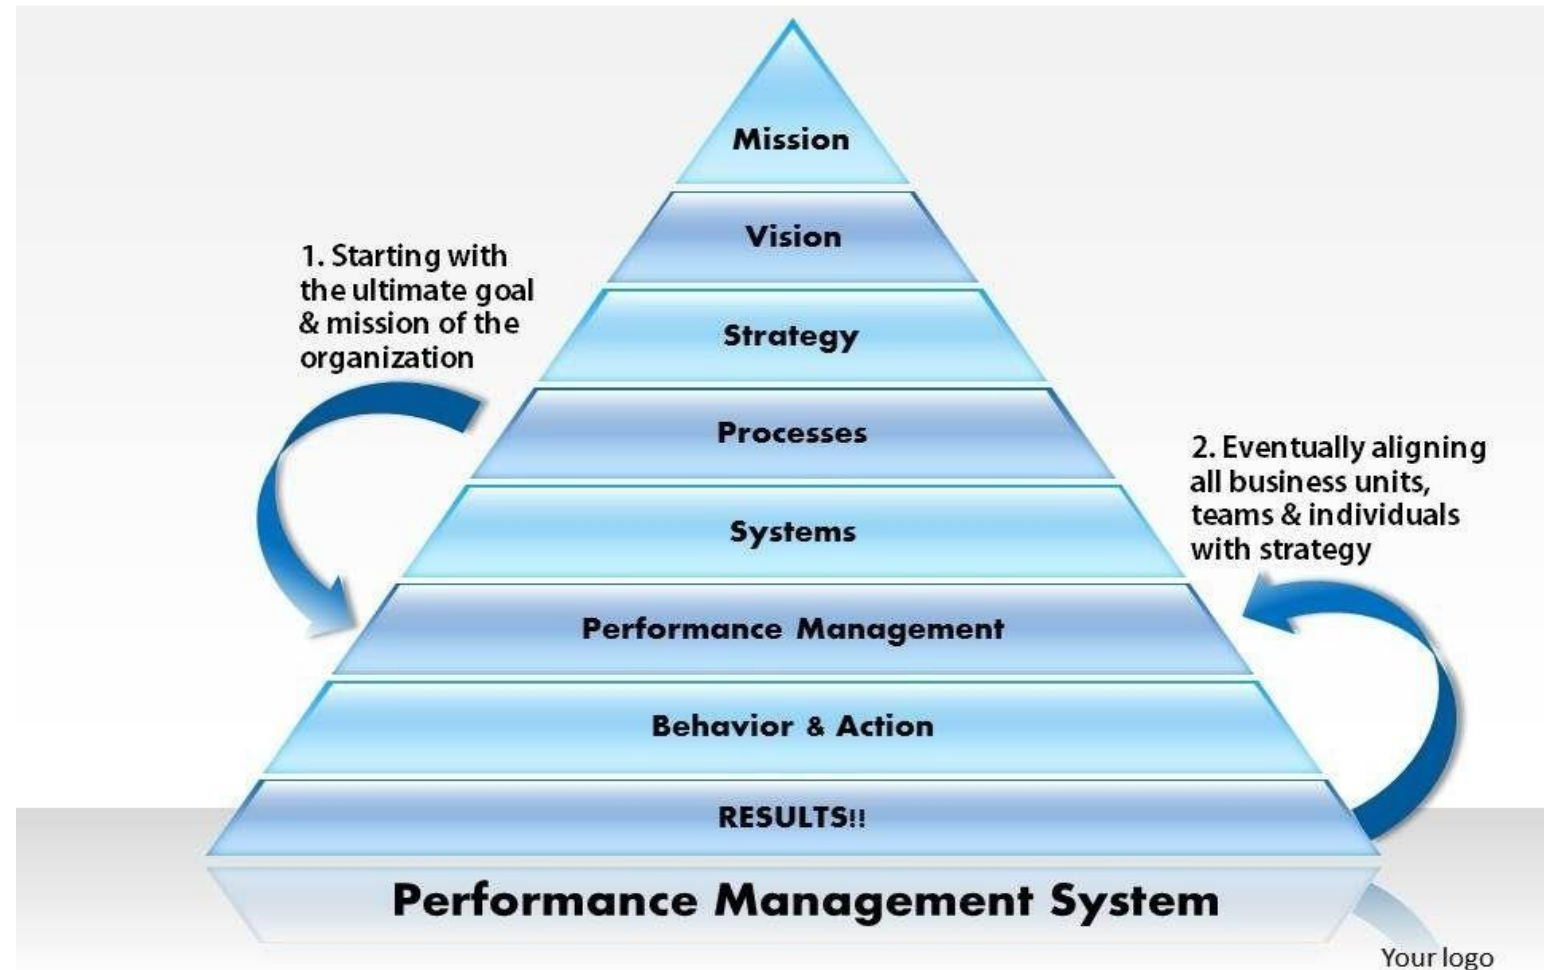 Mission
Vision
1. Starting with
the ultimate goal
& mission of the
organization
Strategy
Processes
2. Eventually aligning
all business units,
teams & individuals
with strategy
Systems
Performance Management
Behavior & Action
RESULTS!!
Performance Management System
Your logo